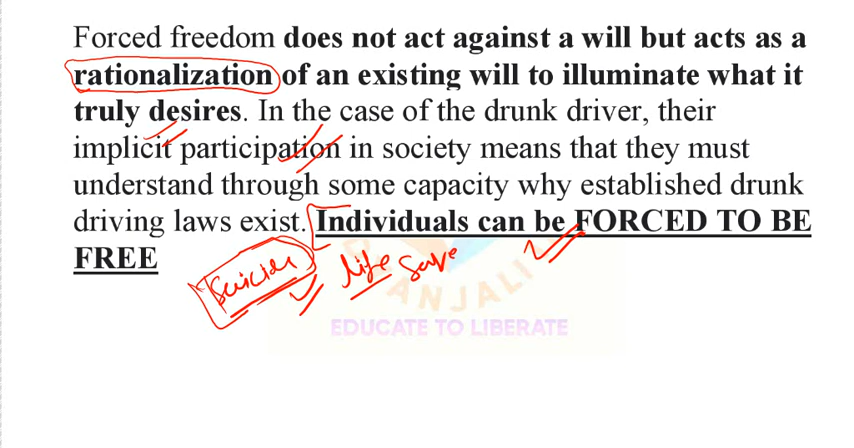 Forced freedom does not act against a will but acts as a
rationalization of an existing will to illuminate what it
truly desires. In the case of the drunk driver, their
implicit participation in society means that they must
understand through some capacity why established drunk
driving laws exist. Individuals can be FORCED TO BE
FREE
Suicide life save
ANJALI
EDUCATE TO LIBERATE